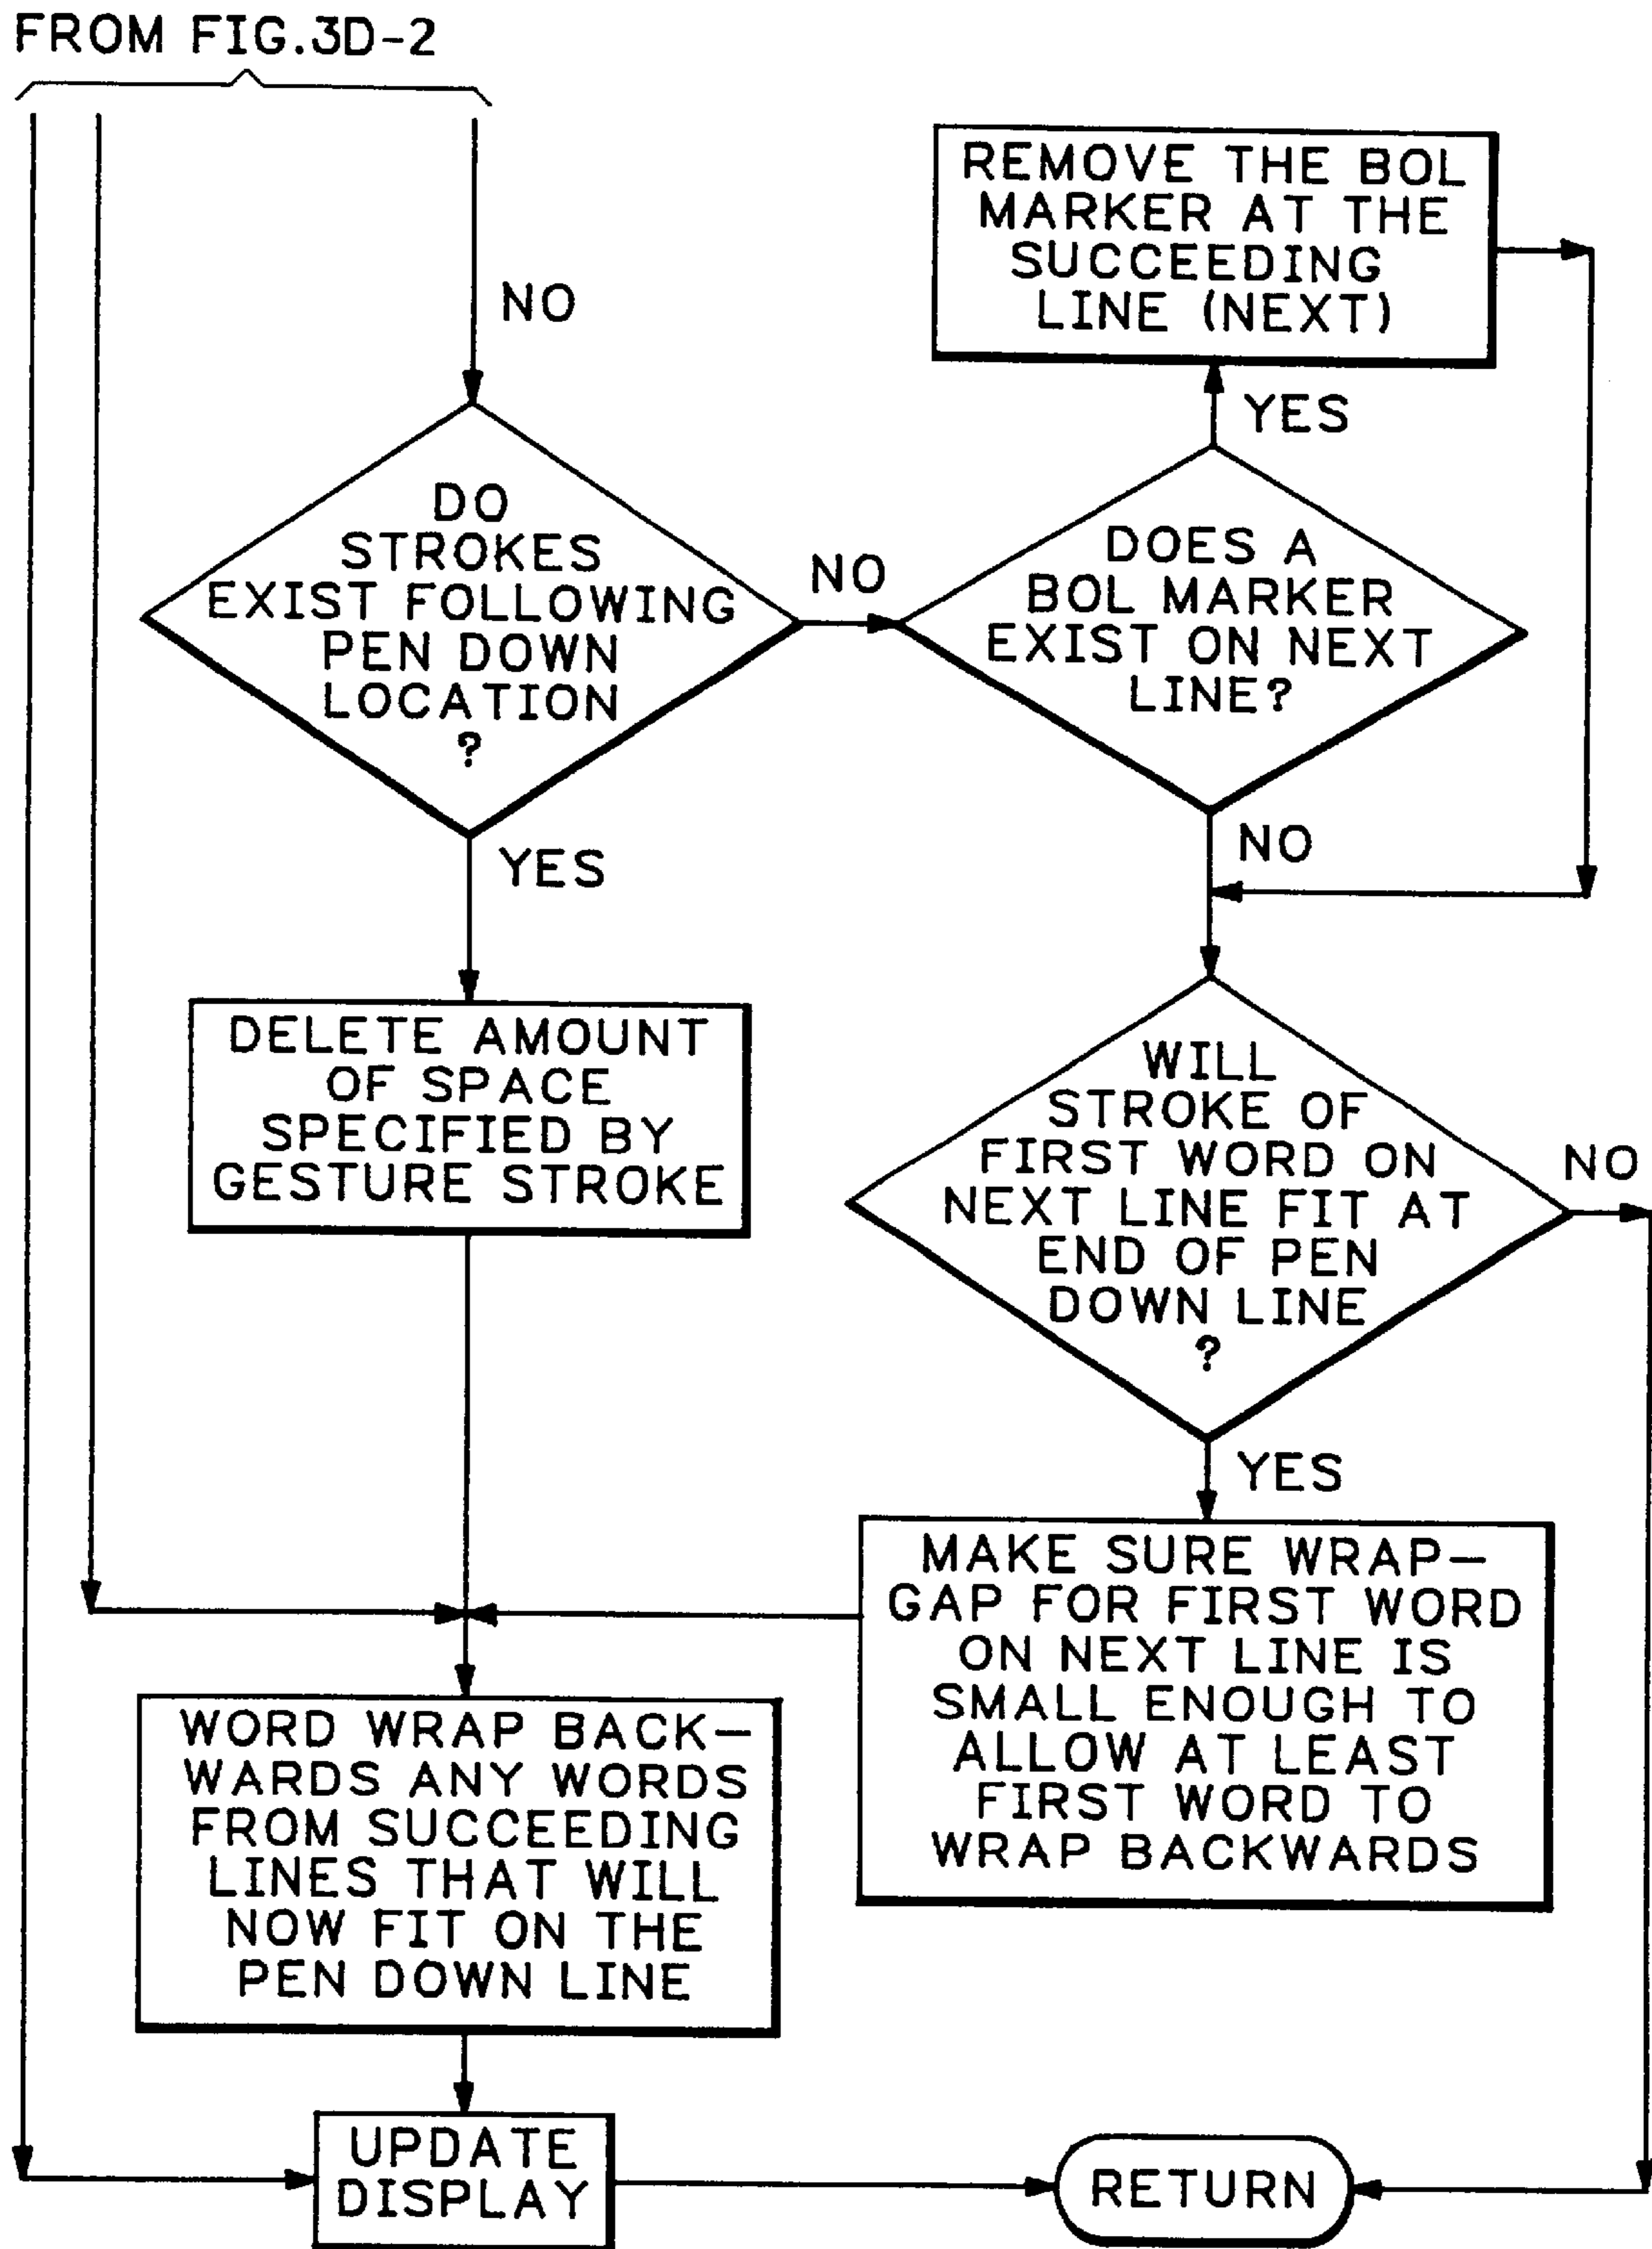 FROM FIG.3D-2
NO
DO
STROKES
EXIST FOLLOWING
PEN DOWN
LOCATION
?
NO
YES
REMOVE THE BOL
MARKER AT THE
SUCCEEDING
LINE (NEXT)
YES
DOES A
BOL MARKER
EXIST ON NEXT
LINE?
NO
DELETE AMOUNT
OF SPACE
SPECIFIED BY
GESTURE STROKE
WILL
STROKE OF
FIRST WORD ON
NEXT LINE FIT AT
END OF PEN
DOWN LINE
?
NO
YES
MAKE SURE WRAP-
GAP FOR FIRST WORD
ON NEXT LINE IS
SMALL ENOUGH TO
ALLOW AT LEAST
FIRST WORD TO
WRAP BACKWARDS
WORD WRAP BACK-
WARDS ANY WORDS
FROM SUCCEEDING
LINES THAT WILL
NOW FIT ON THE
PEN DOWN LINE
UPDATE
DISPLAY
RETURN